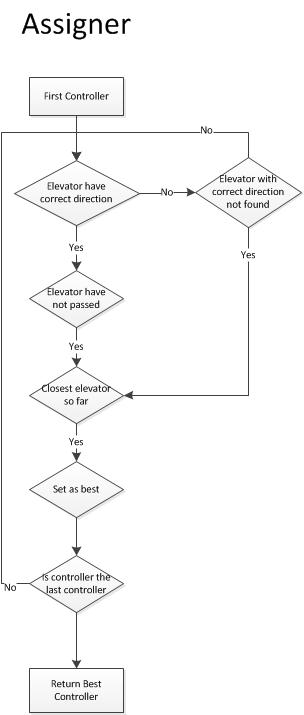 Assigner
First Controller
No
Elevator have
correct direction
No
Elevator with
correct direction
not found
Yes
Yes
Elevator have
not passed
Yes
Closest elevator
so far
Yes
Set as best
Is controller the
last controller
No
Return Best
Controller